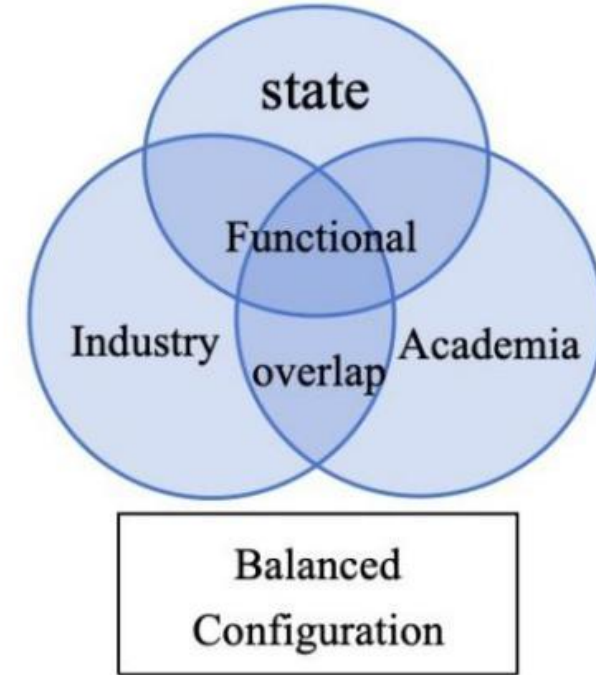 state
Functional
Industry
overlap
Academia
Balanced
Configuration